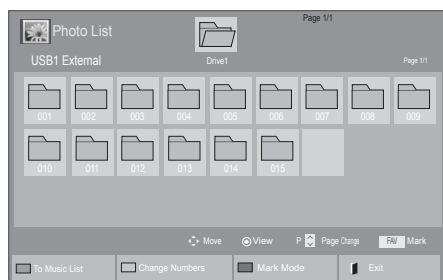 Page 1/1
Photo List
USB1 External
Drive1
Page 1/1
001 002 003 004 005 006 007 008 009
010 011 012 013 014 015
Move View P Page Change FAV Mark
To Music List Change Numbers Mark Mode Exit